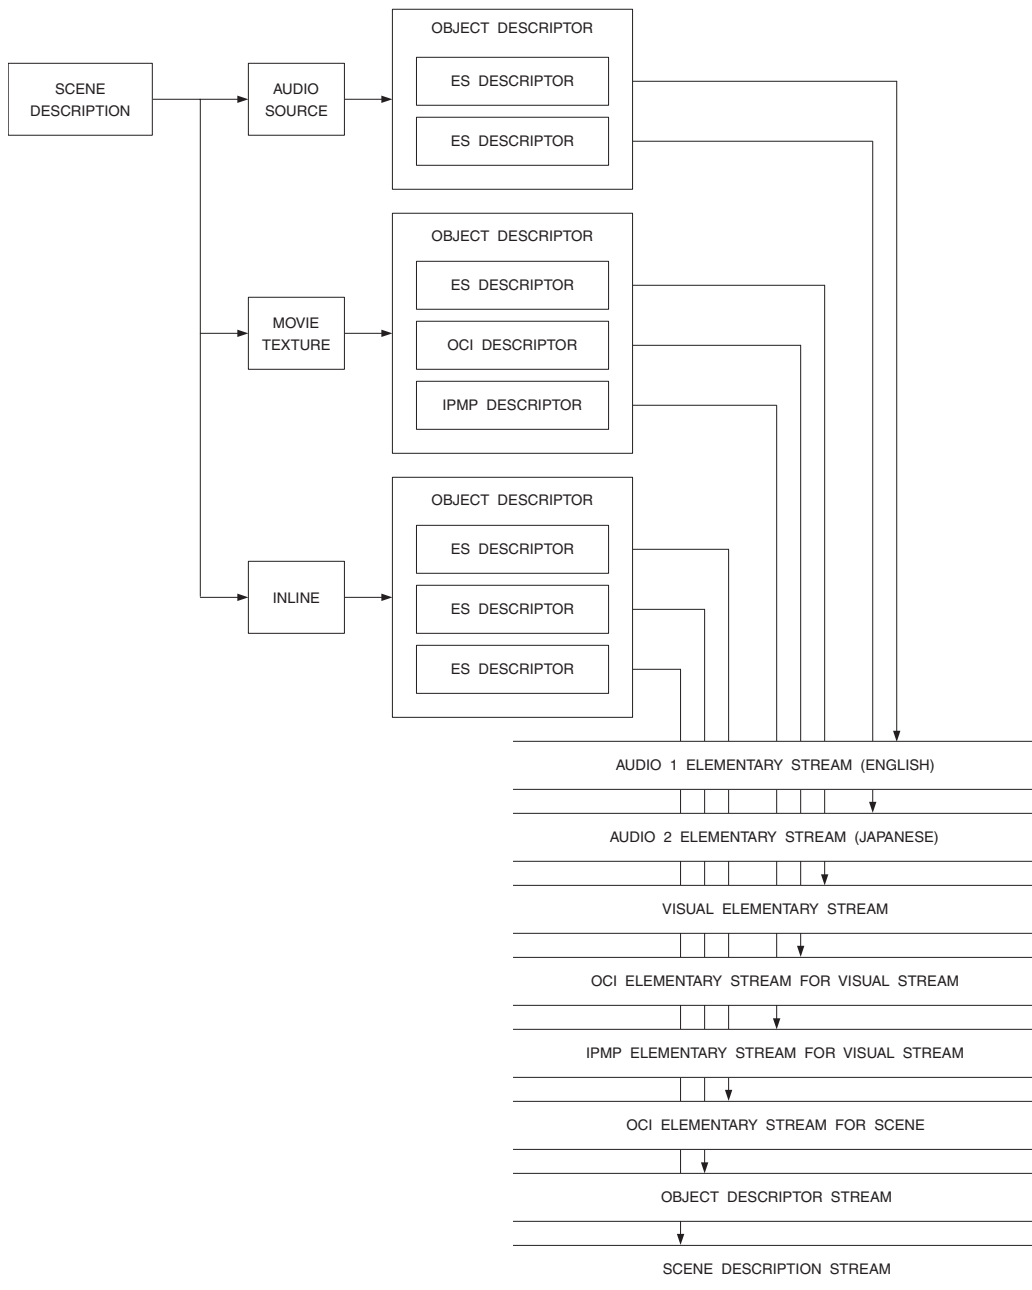 SCENE
DESCRIPTION
AUDIO
SOURCE
OBJECT DESCRIPTOR
ES DESCRIPTOR
ES DESCRIPTOR
MOVIE
TEXTURE
OBJECT DESCRIPTOR
ES DESCRIPTOR
OCI DESCRIPTOR
IPMP DESCRIPTOR
INLINE
OBJECT DESCRIPTOR
ES DESCRIPTOR
ES DESCRIPTOR
ES DESCRIPTOR
AUDIO 1 ELEMENTARY STREAM (ENGLISH)
AUDIO 2 ELEMENTARY STREAM (JAPANESE)
VISUAL ELEMENTARY STREAM
OCI ELEMENTARY STREAM FOR VISUAL STREAM
IPMP ELEMENTARY STREAM FOR VISUAL STREAM
OCI ELEMENTARY STREAM FOR SCENE
OBJECT DESCRIPTOR STREAM
SCENE DESCRIPTION STREAM